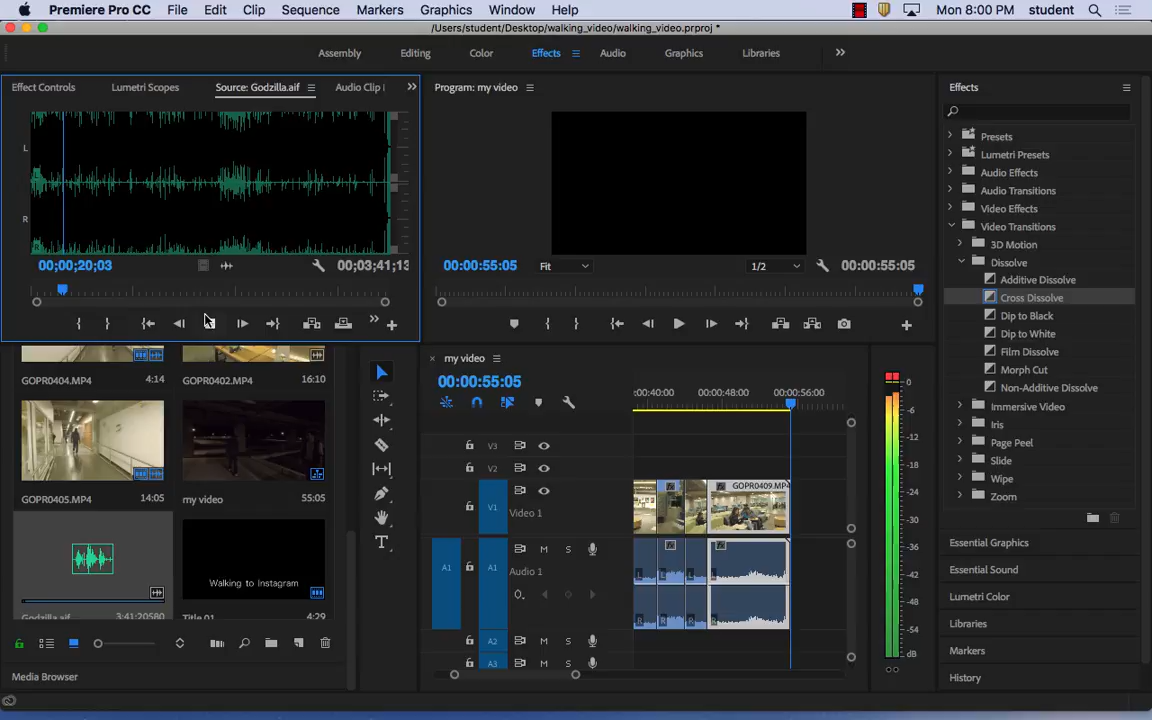 Premiere Pro CC File Edit Clip Sequence Markers Graphics Window Help Mon 8:00 PM student
/Users/student/Desktop/walking_video/walking_video.prproj *
Assembly Editing Color Effects Audio Graphics Libraries
Effect Controls Lumetri Scopes Source: Godzilla.aif Audio Clip
Program: my video
Effects
L
R
00;00;20;03 00;03;41;13
00:00:55:05 Fit 1/2 00:00:55:05
Presets
Lumetri Presets
Audio Effects
Audio Transitions
Video Effects
Video Transitions
3D Motion
Dissolve
Additive Dissolve
Cross Dissolve
Dip to Black
Dip to White
Film Dissolve
Morph Cut
Non-Additive Dissolve
Immersive Video
Iris
Page Peel
Slide
Wipe
Zoom
Essential Graphics
Essential Sound
Lumetri Color
Libraries
Markers
History
GOPR0404.MP4 4:14 GOPR0402.MP4 16:10
GOPR0405.MP4 14:05 my video 55:05
Walking to Instagram
Godzilla.aif 3:41:20580 Title 01 4:29
Media Browser
my video
00:00:55:05
:00:40:00 00:00:48:00 00:00:56:00
V3
V2
V1 GOPR0409.MP4
Video 1
A1 A1 M S L L L L
Audio 1
R R R R
A2 M S
A3 M S
0
-6
-12
-18
-24
-30
-36
-42
-48
-54
dB